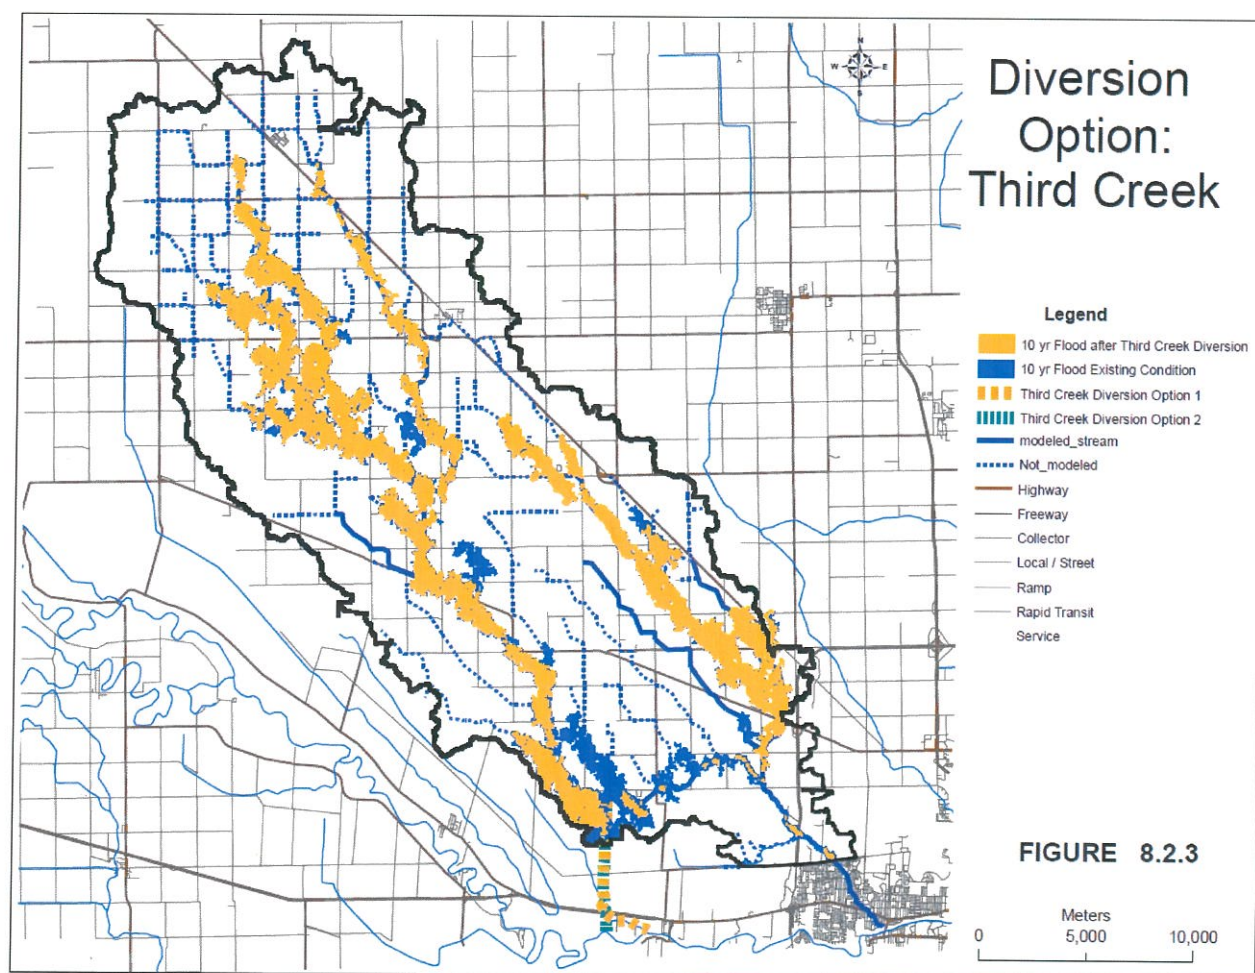 N
W
E
S
Diversion
Option:
Third Creek
Legend
10 yr Flood after Third Creek Diversion
10 yr Flood Existing Condition
Third Creek Diversion Option 1
Third Creek Diversion Option 2
modeled_stream
Not_modeled
Highway
Freeway
Collector
Local / Street
Ramp
Rapid Transit
Service
FIGURE 8.2.3
Meters
0 5,000 10,000